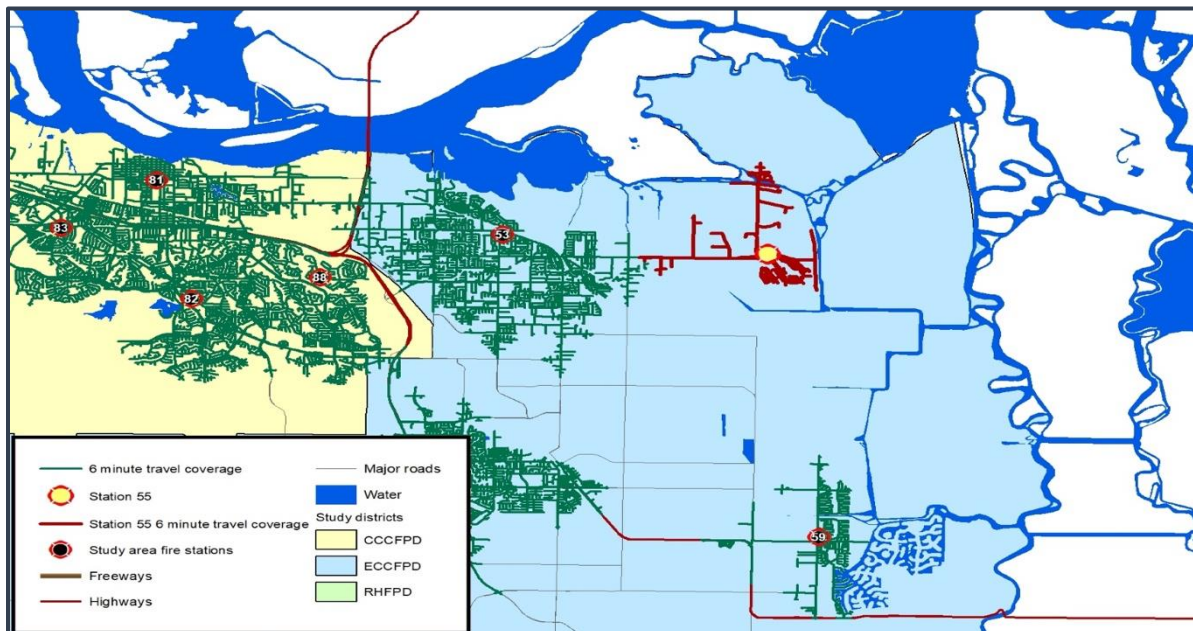 81
83
53
88
82
59
6 minute travel coverage
Station 55
Station 55 6 minute travel coverage
Study area fire stations
Freeways
Highways
Major roads
Water
Study districts
CCCFPD
ECCFPD
RHFPD